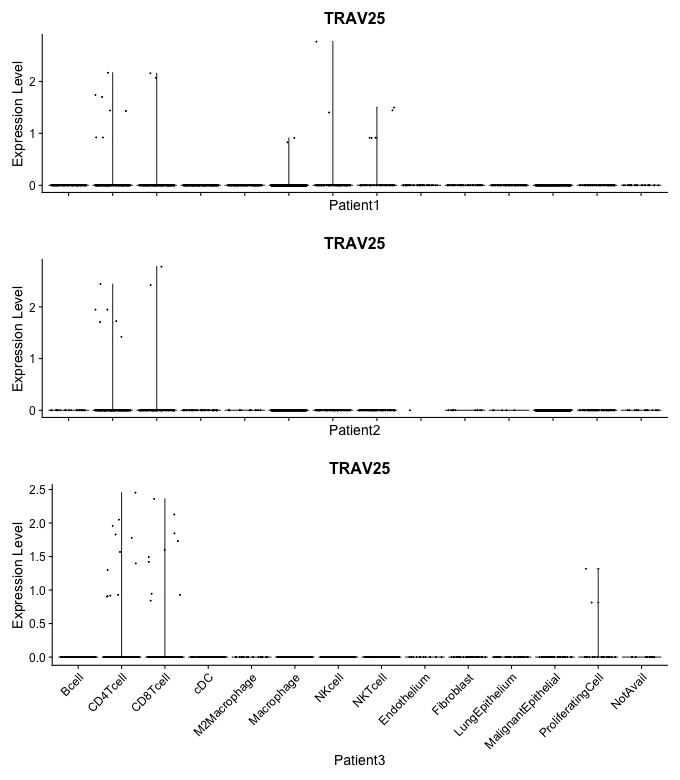 TRAV25
Expression Level
2
1
0
Patient1
TRAV25
Expression Level
2
1
0
Patient2
TRAV25
Expression Level
2.5
2.0
1.5
1.0
0.5
0.0
Bcell
CD4Tcell
CD8Tcell
cDC
M2Macrophage
Macrophage
NKcell
NKTcell
Endothelium
Fibroblast
LungEpithelium
MalignantEpithelial
ProliferatingCell
NotAvail
Patient3